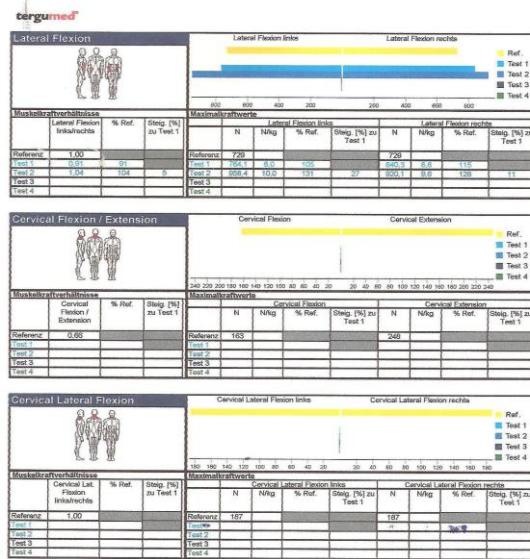 tergumed
Lateral Flexion
Lateral Flexion links Lateral Flexion rechts
Ref.
Test 1
Test 2
Test 3
Test 4
800 600 400 200 200 400 600 800
Muskelkraftverhältnisse Maximalkraftwerte
Lateral Flexion links/rechts % Ref. Steig. [%] zu Test 1
Lateral Flexion links Lateral Flexion rechts
N N/kg % Ref. Steig. [%] zu Test 1 N N/kg % Ref. Steig. [%] zu Test 1
Referenz 1,00 Referenz 729 729
Test 1 0,91 91 Test 1 764,1 8,0 105 840,3 8,8 115
Test 2 1,04 104 5 Test 2 958,4 10,0 131 27 920,1 9,6 126 11
Test 3 Test 3
Test 4 Test 4
Cervical Flexion / Extension
Cervical Flexion Cervical Extension
Ref.
Test 1
Test 2
Test 3
Test 4
240 220 200 180 160 140 120 100 80 60 40 20 20 40 60 80 100 120 140 160 180 200 220 240
Muskelkraftverhältnisse Maximalkraftwerte
Cervical Flexion / Extension % Ref. Steig. [%] zu Test 1
Cervical Flexion Cervical Extension
N N/kg % Ref. Steig. [%] zu Test 1 N N/kg % Ref. Steig. [%] zu Test 1
Referenz 0,66 Referenz 163 248
Test 1 Test 1
Test 2 Test 2
Test 3 Test 3
Test 4 Test 4
Cervical Lateral Flexion
Cervical Lateral Flexion links Cervical Lateral Flexion rechts
Ref.
Test 1
Test 2
Test 3
Test 4
180 160 140 120 100 80 60 40 20 20 40 60 80 100 120 140 160 180
Muskelkraftverhältnisse Maximalkraftwerte
Cervical Lat. Flexion links/rechts % Ref. Steig. [%] zu Test 1
Cervical Lateral Flexion links Cervical Lateral Flexion rechts
N N/kg % Ref. Steig. [%] zu Test 1 N N/kg % Ref. Steig. [%] zu Test 1
Referenz 1,00 Referenz 187 187
Test 1
Test 2 Test 2
Test 3 Test 3
Test 4 Test 4